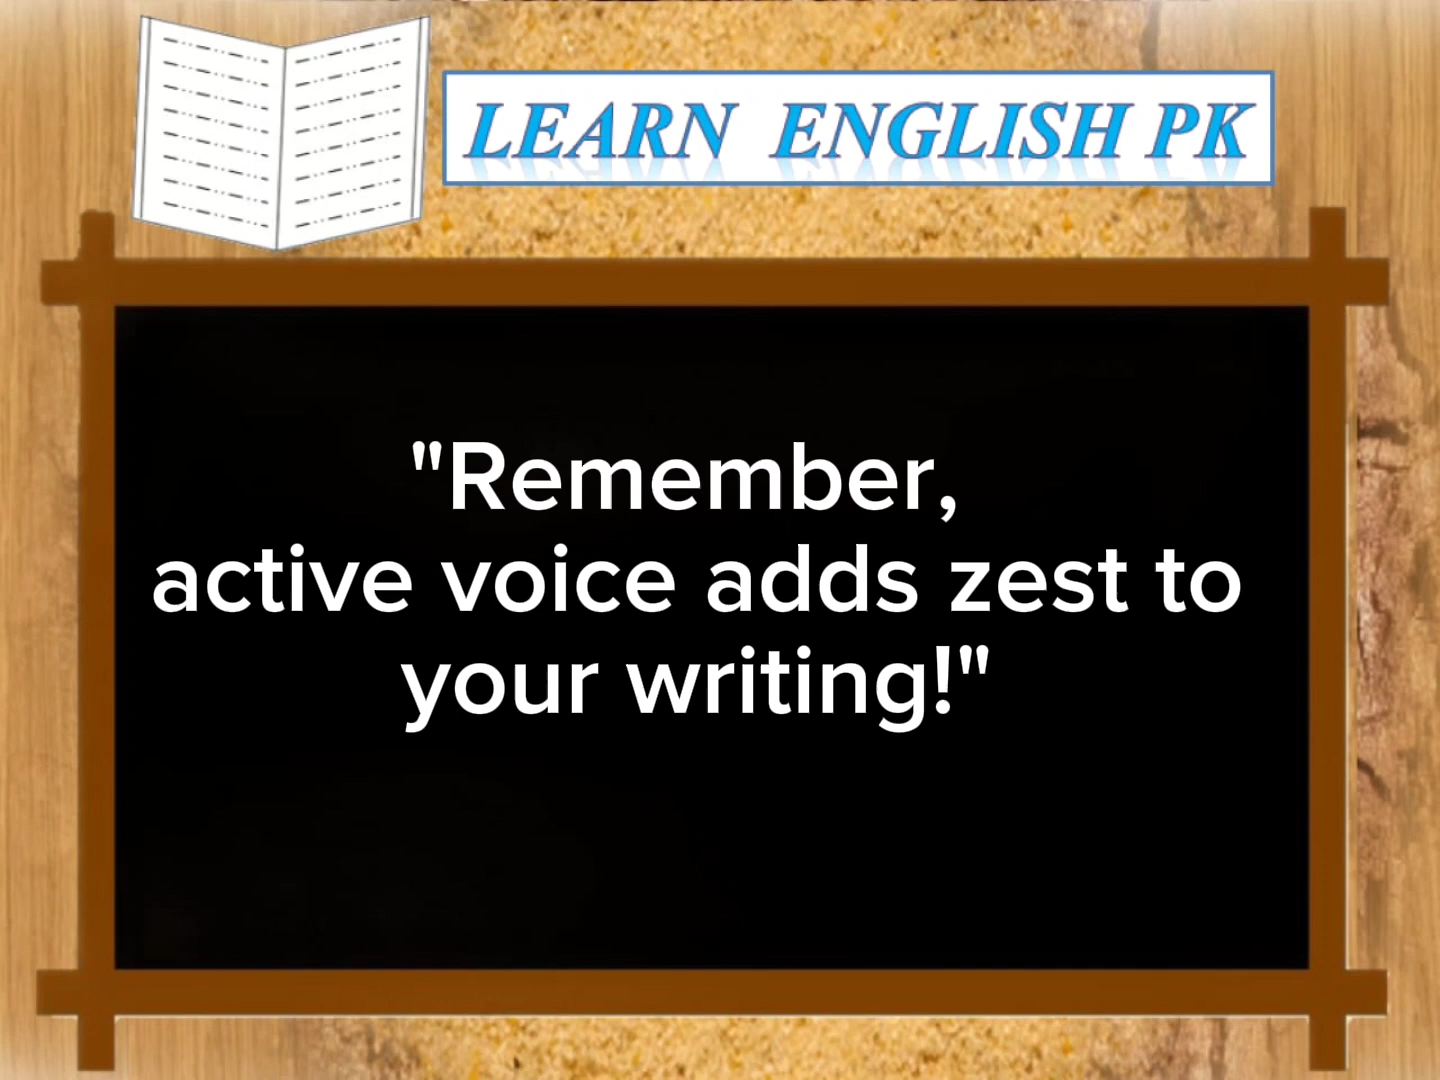 LEARN ENGLISH PK
"Remember,
active voice adds zest to
your writing!"